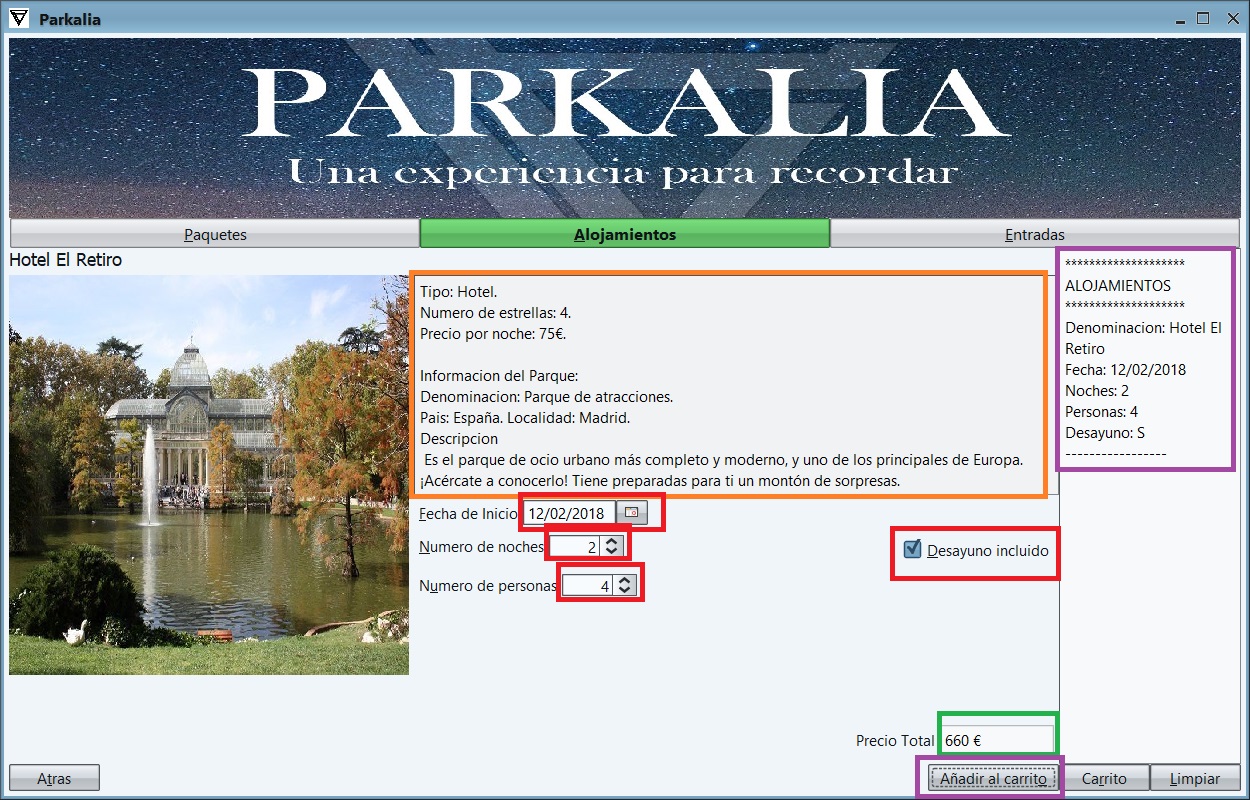 Parkalia
PARKALIA
Una experiencia para recordar
Paquetes
Alojamientos
Entradas
Hotel El Retiro
Tipo: Hotel.
Numero de estrellas: 4.
Precio por noche: 75€.
Informacion del Parque:
Denominacion: Parque de atracciones.
Pais: España. Localidad: Madrid.
Descripcion
Es el parque de ocio urbano más completo y moderno, y uno de los principales de Europa.
¡Acércate a conocerlo! Tiene preparadas para ti un montón de sorpresas.
Fecha de Inicio 12/02/2018
Numero de noches 2
Numero de personas 4
Desayuno incluido
********************
ALOJAMIENTOS
********************
Denominacion: Hotel El
Retiro
Fecha: 12/02/2018
Noches: 2
Personas: 4
Desayuno: S
-----------------
Precio Total 660 €
Atras
Añadir al carrito
Carrito
Limpiar